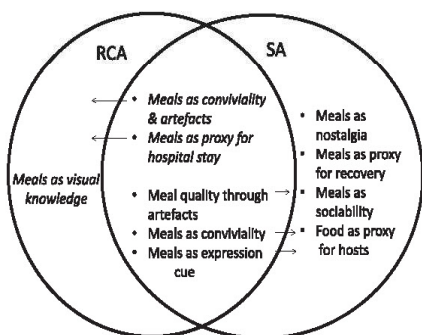 RCA
SA
Meals as visual
knowledge
• Meals as conviviality
& artefacts
• Meals as proxy for
hospital stay
• Meal quality through
artefacts
• Meals as conviviality
• Meals as expression
cue
• Meals as
nostalgia
• Meals as proxy
for recovery
• Meals as
sociability
• Food as proxy
for hosts